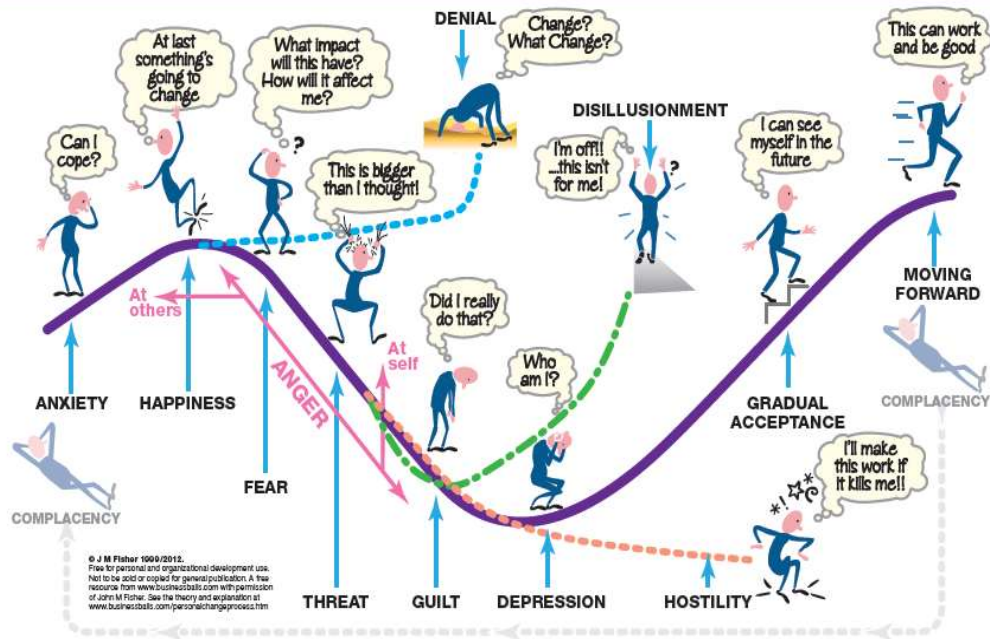 DENIAL
Change?
What Change?
This can work
and be good
At last
something's
going to
change
What impact
will this have?
How will it affect
me?
Can I
cope?
?
This is bigger
than I thought!
DISILLUSIONMENT
I'm off!!
....this isn't
for me!
?
I can see
myself in the
future
MOVING
FORWARD
At
others
Did I really
do that?
At
self
ANGER
Who
am I?
ANXIETY
HAPPINESS
GRADUAL
ACCEPTANCE
COMPLACENCY
FEAR
I'll make
this work if
it kills me!!
COMPLACENCY
© J M Fisher 1999/2012.
Free for personal and organizational development use.
Not to be sold or copied for general publication. A free
resource from www.businessballs.com with permission
of John M Fisher. See the theory and explanation at
www.businessballs.com/personalchangeprocess.htm
THREAT
GUILT
DEPRESSION
HOSTILITY